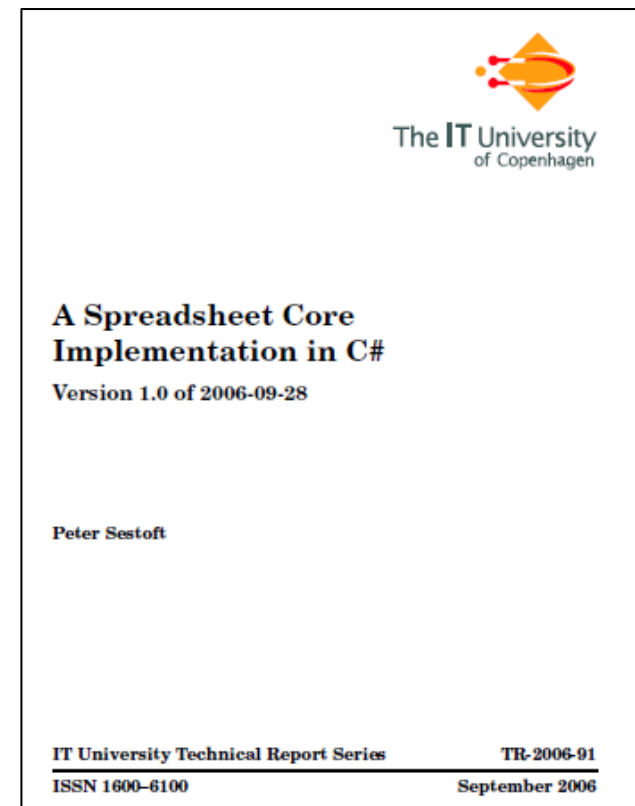 The IT University
of Copenhagen
A Spreadsheet Core
Implementation in C#
Version 1.0 of 2006-09-28
Peter Sestoft
IT University Technical Report Series TR-2006-91
ISSN 1600–6100 September 2006